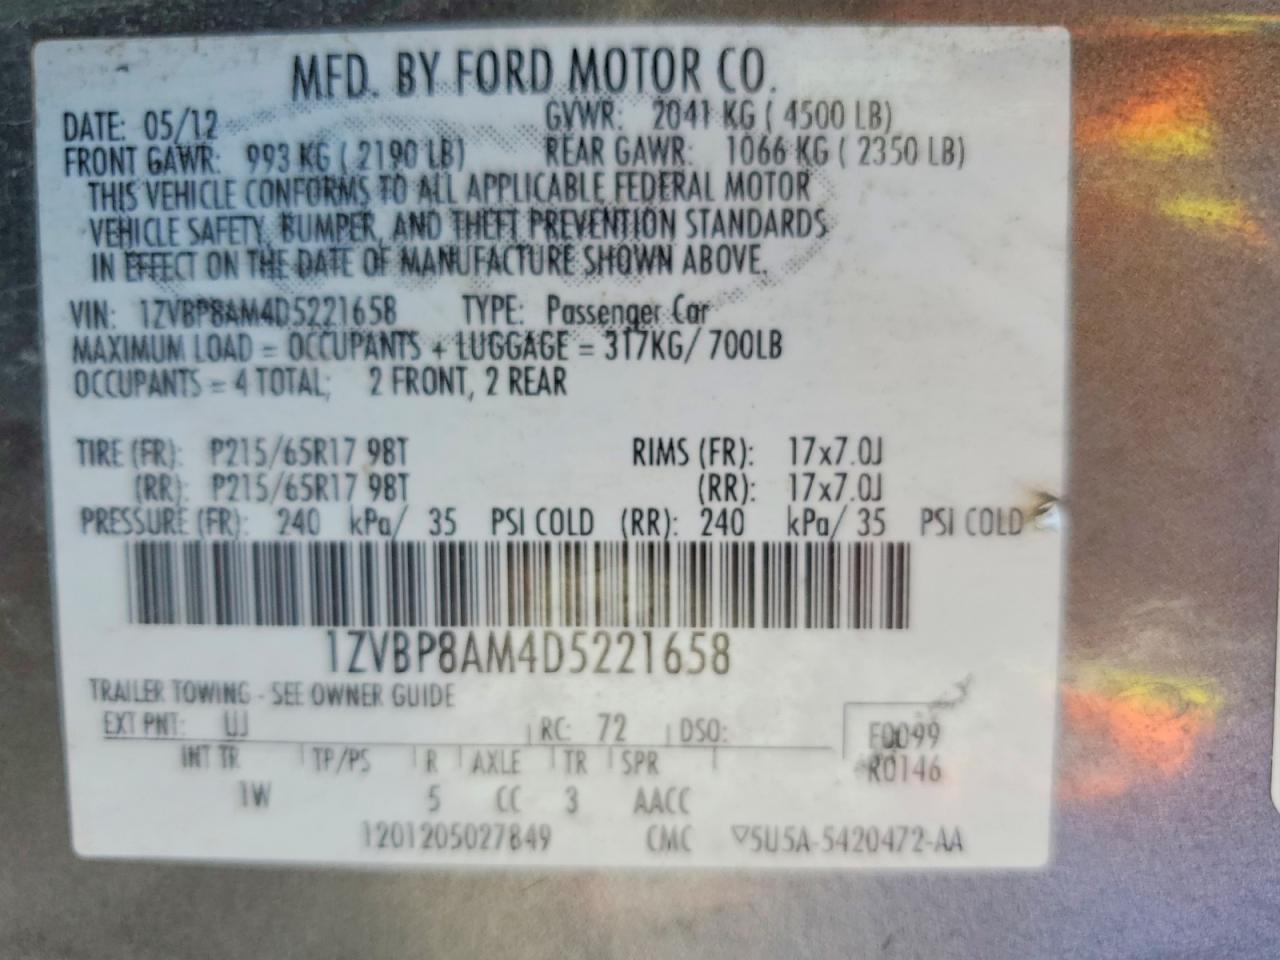 MFD. BY FORD MOTOR CO.
DATE: 05/12 GVWR: 2041 KG ( 4500 LB)
FRONT GAWR: 993 KG ( 2190 LB) REAR GAWR: 1066 KG ( 2350 LB)
THIS VEHICLE CONFORMS TO ALL APPLICABLE FEDERAL MOTOR
VEHICLE SAFETY, BUMPER, AND THEFT PREVENTION STANDARDS
IN EFFECT ON THE DATE OF MANUFACTURE SHOWN ABOVE.
VIN: 1ZVBP8AM4D5221658 TYPE: Passenger Car
MAXIMUM LOAD = OCCUPANTS + LUGGAGE = 317KG/ 700LB
OCCUPANTS = 4 TOTAL; 2 FRONT, 2 REAR
TIRE (FR): P215/65R17 98T RIMS (FR): 17x7.0J
(RR): P215/65R17 98T (RR): 17x7.0J
PRESSURE (FR): 240 kPa/ 35 PSI COLD (RR): 240 kPa/ 35 PSI COLD
1ZVBP8AM4D5221658
TRAILER TOWING - SEE OWNER GUIDE
EXT PNT: UJ RC: 72 DSO: F0099
INT TR TP/PS R AXLE TR SPR R0146
1W 5 CC 3 AACC
1201205027849 CMC ▽5U5A-5420472-AA